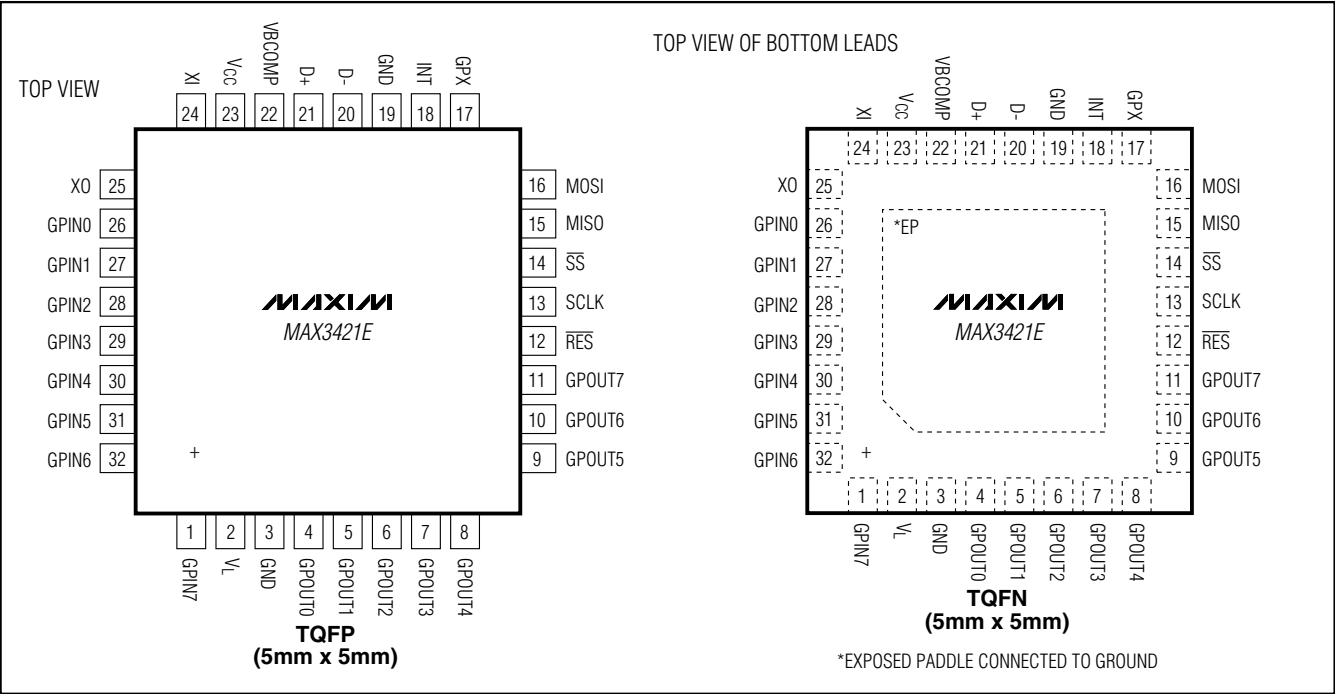 TOP VIEW
XI VCC VBCOMP D+ D- GND INT GPX
24 23 22 21 20 19 18 17
XO 25
GPIN0 26
GPIN1 27
GPIN2 28
GPIN3 29
GPIN4 30
GPIN5 31
GPIN6 32
16 MOSI
15 MISO
14 S̅S̅
13 SCLK
12 R̅E̅S̅
11 GPOUT7
10 GPOUT6
9 GPOUT5
MAXIM
MAX3421E
+
1 2 3 4 5 6 7 8
GPIN7 VL GND GPOUT0 GPOUT1 GPOUT2 GPOUT3 GPOUT4
TQFP
(5mm x 5mm)
TOP VIEW OF BOTTOM LEADS
XI VCC VBCOMP D+ D- GND INT GPX
24 23 22 21 20 19 18 17
XO 25
GPIN0 26
GPIN1 27
GPIN2 28
GPIN3 29
GPIN4 30
GPIN5 31
GPIN6 32
16 MOSI
15 MISO
14 S̅S̅
13 SCLK
12 R̅E̅S̅
11 GPOUT7
10 GPOUT6
9 GPOUT5
*EP
MAXIM
MAX3421E
+
1 2 3 4 5 6 7 8
GPIN7 VL GND GPOUT0 GPOUT1 GPOUT2 GPOUT3 GPOUT4
TQFN
(5mm x 5mm)
*EXPOSED PADDLE CONNECTED TO GROUND